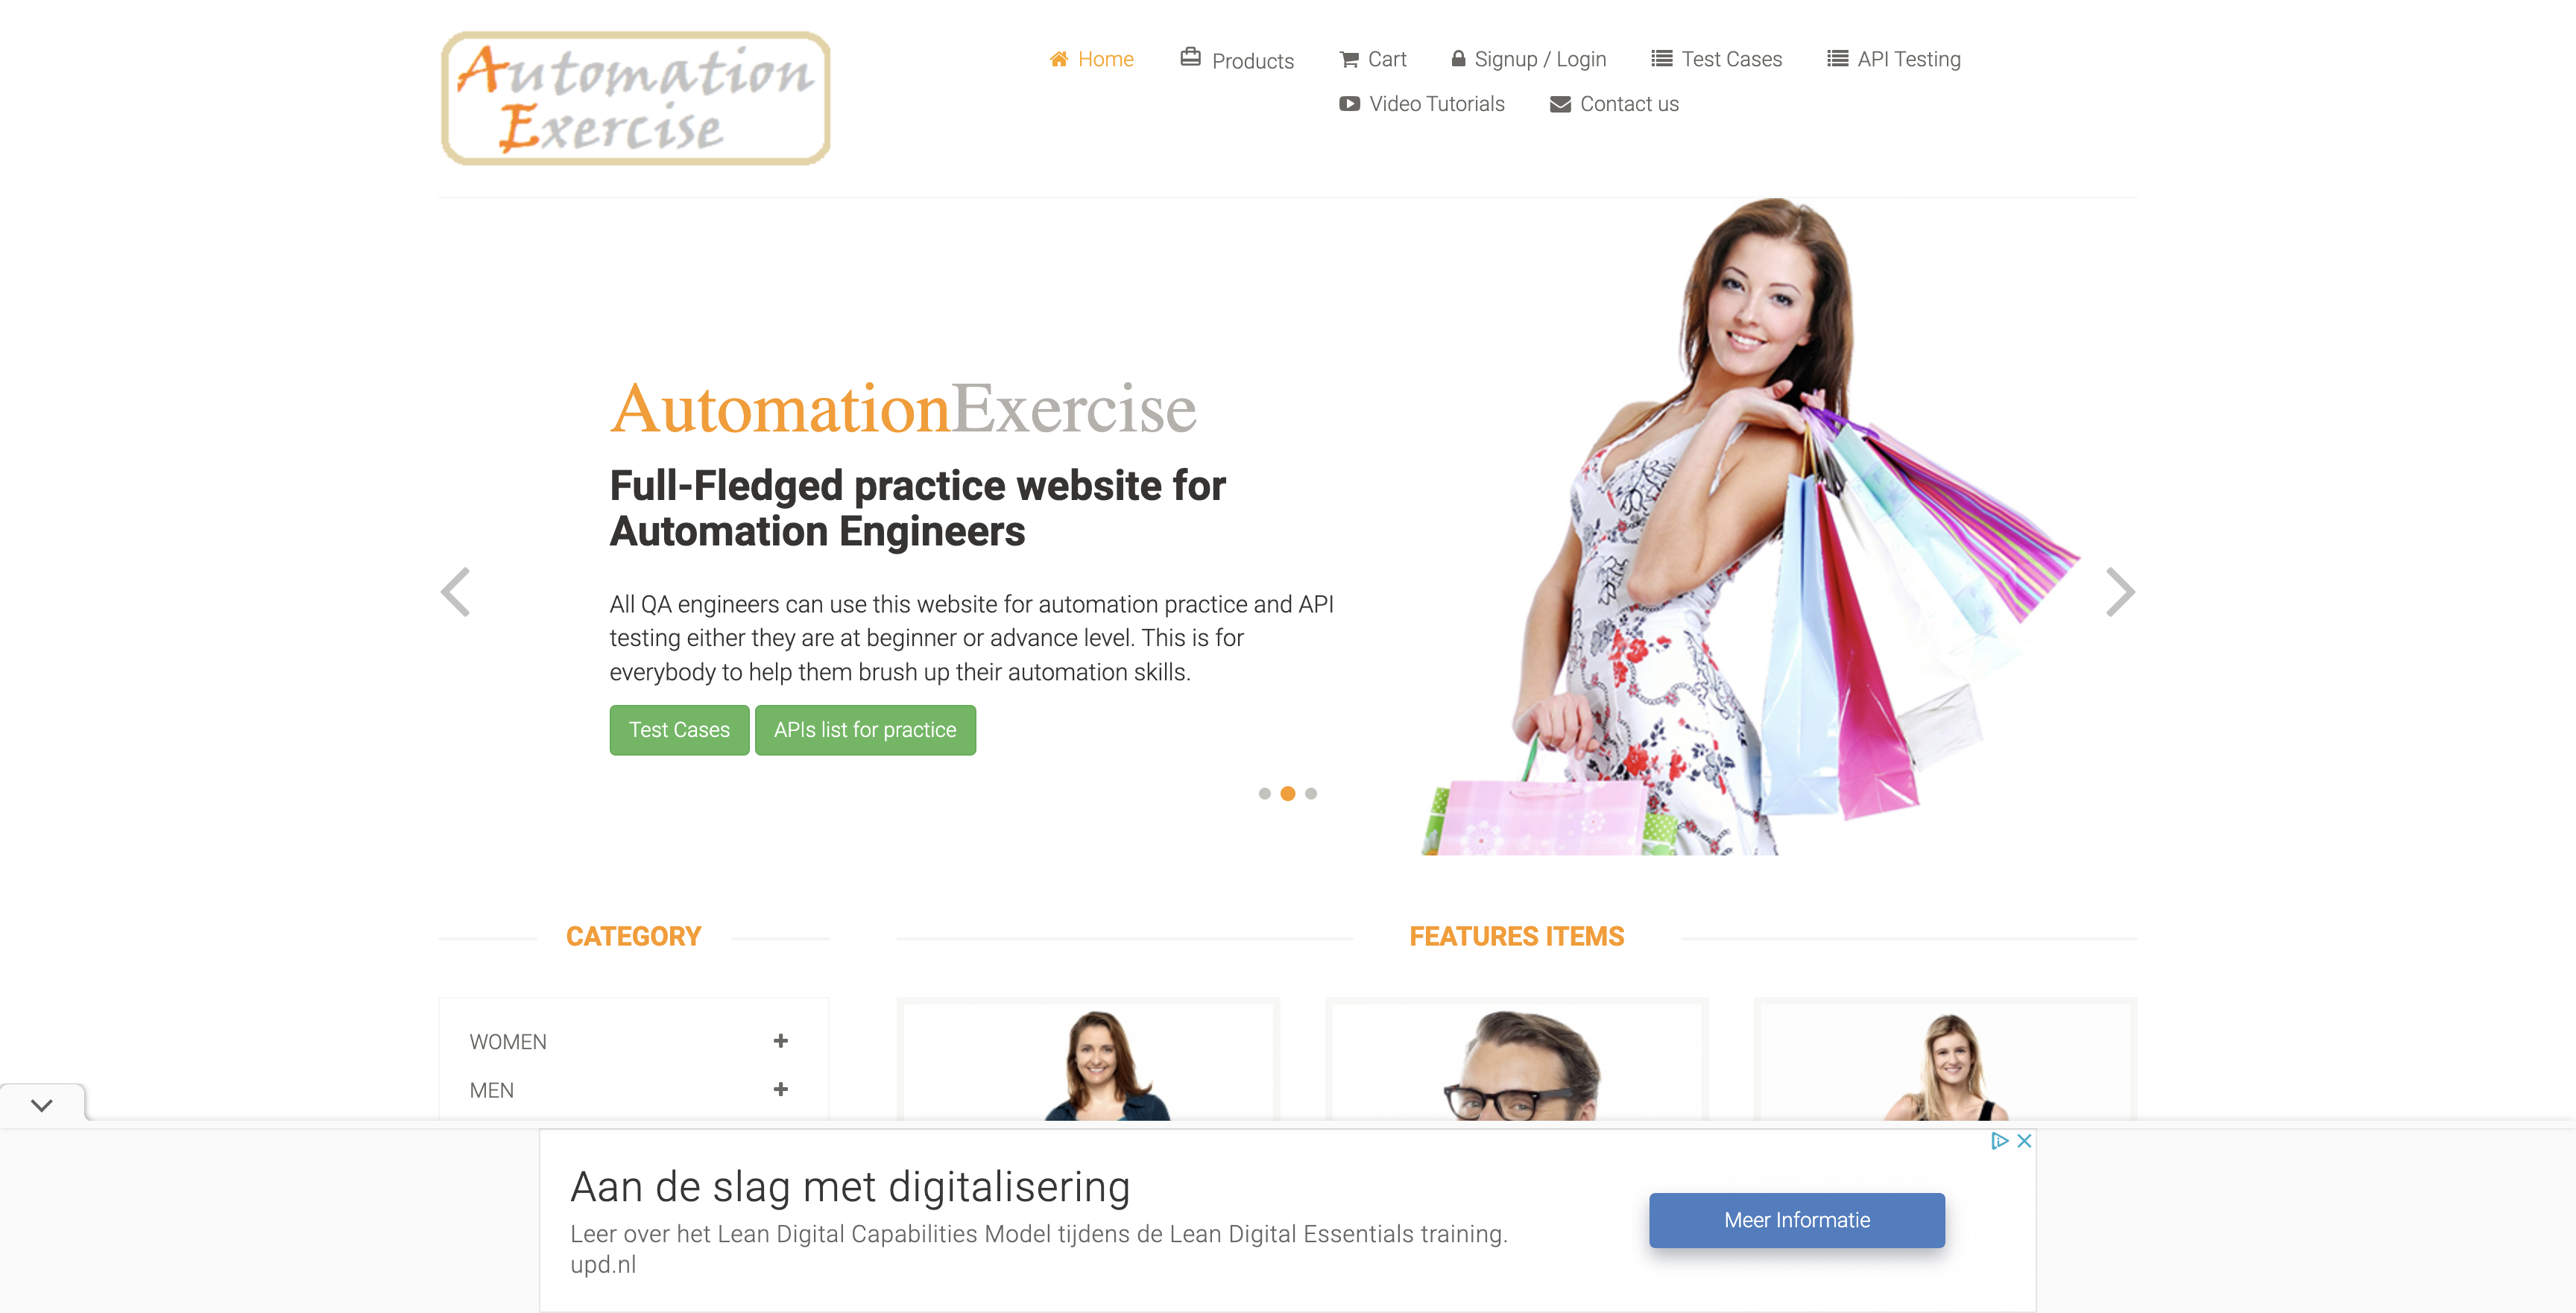 Automation
Exercise
Home
Products
Cart
Signup / Login
Test Cases
API Testing
Video Tutorials
Contact us
AutomationExercise
Full-Fledged practice website for
Automation Engineers
All QA engineers can use this website for automation practice and API
testing either they are at beginner or advance level. This is for
everybody to help them brush up their automation skills.
Test Cases
APIs list for practice
CATEGORY
FEATURES ITEMS
WOMEN
MEN
Aan de slag met digitalisering
Leer over het Lean Digital Capabilities Model tijdens de Lean Digital Essentials training.
upd.nl
Meer Informatie